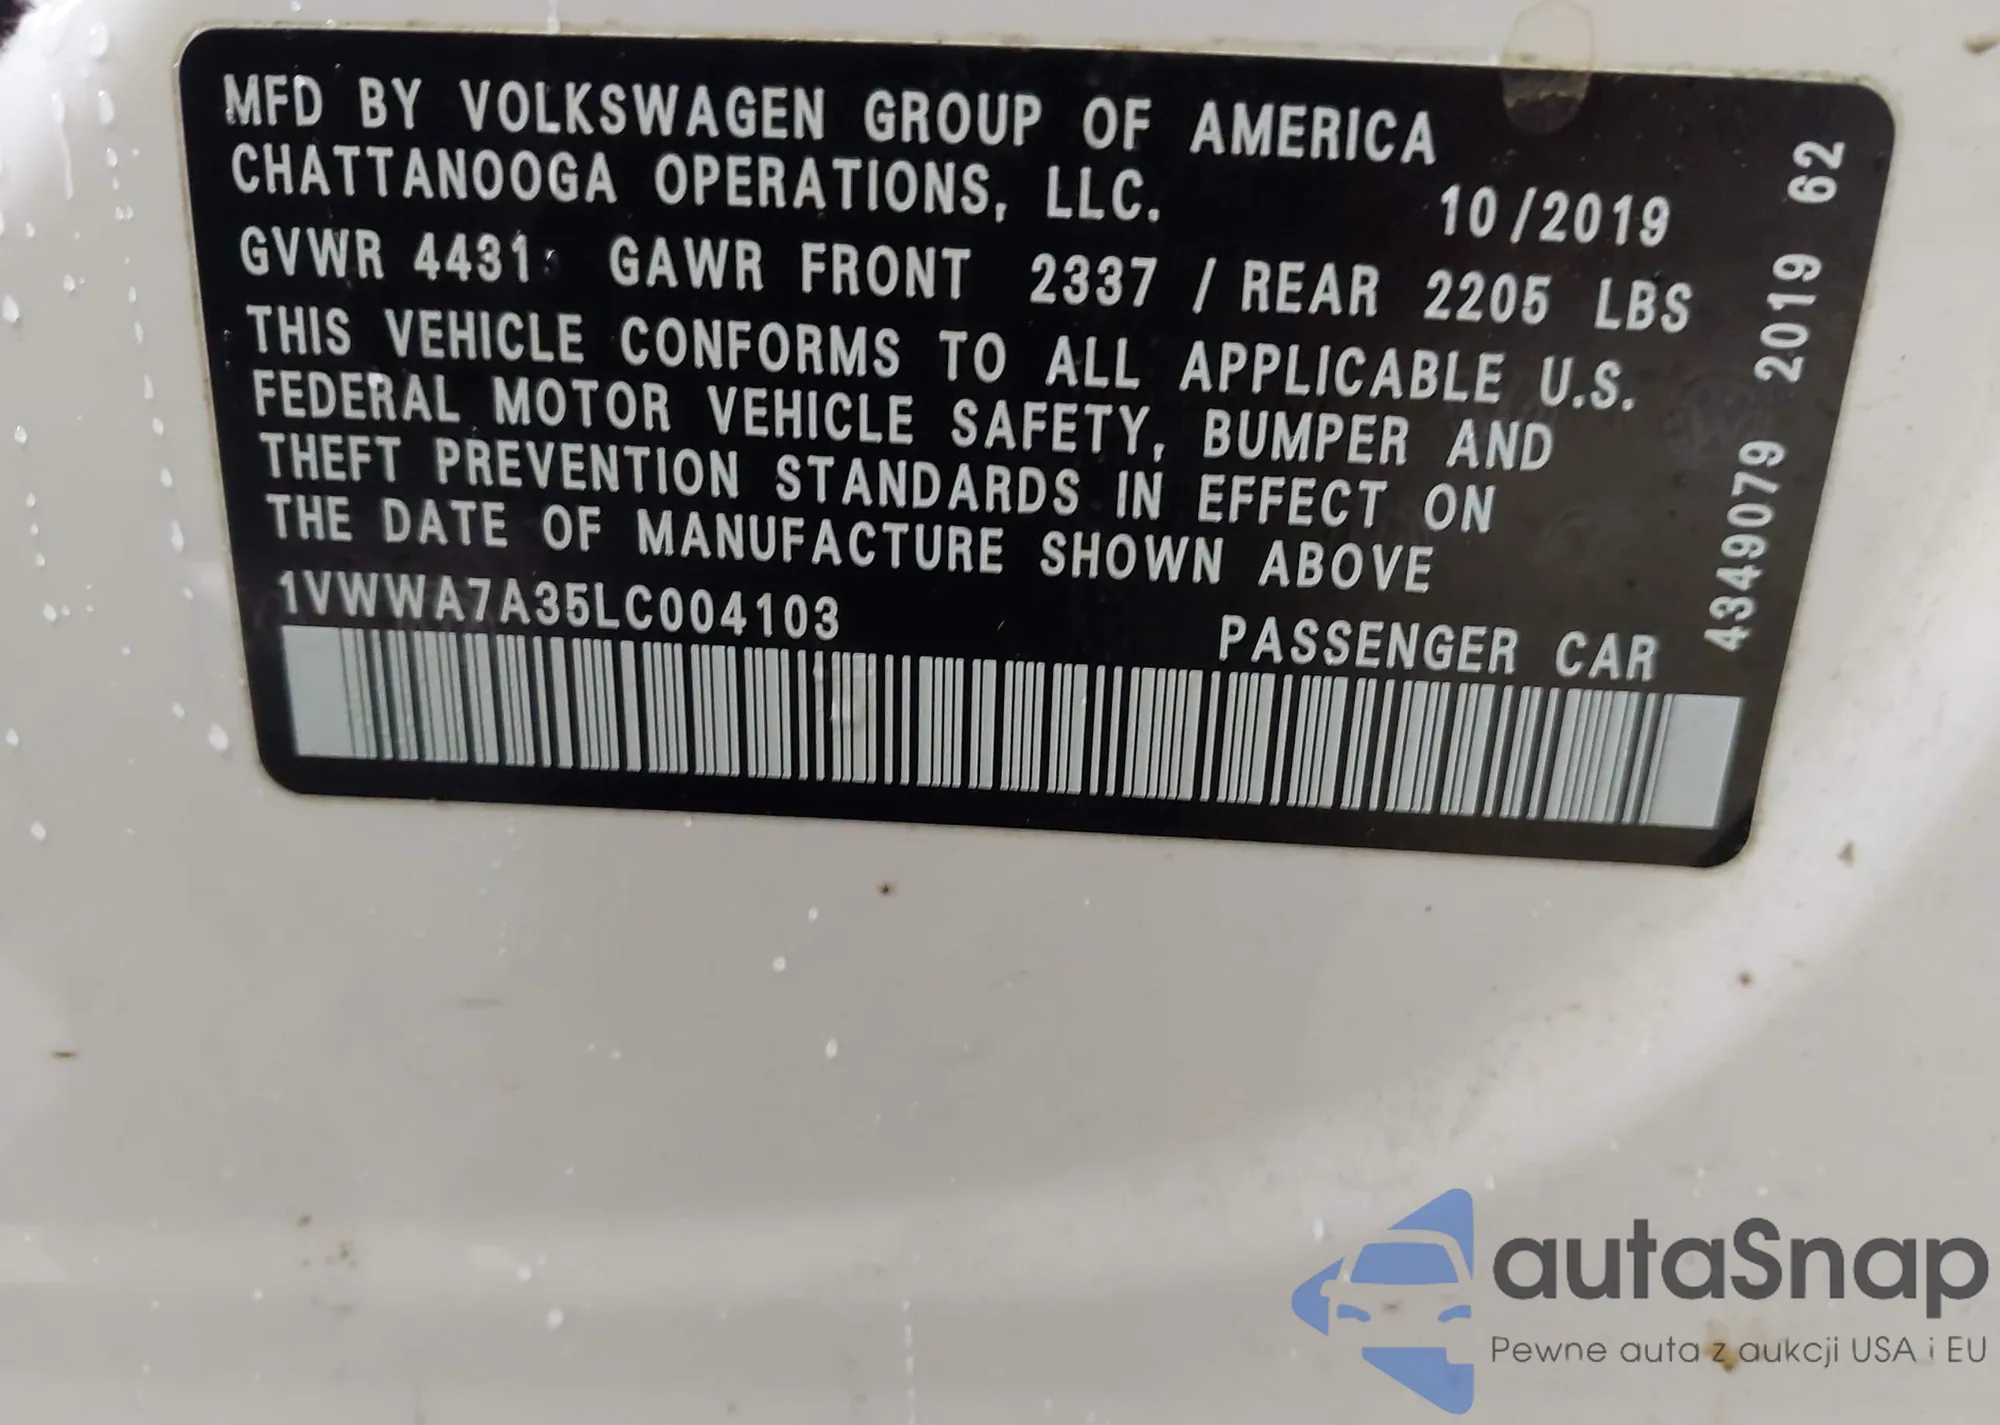 MFD BY VOLKSWAGEN GROUP OF AMERICA
CHATTANOOGA OPERATIONS, LLC.
10/2019
GVWR 4431 GAWR FRONT 2337 / REAR 2205 LBS
THIS VEHICLE CONFORMS TO ALL APPLICABLE U.S.
FEDERAL MOTOR VEHICLE SAFETY, BUMPER AND
THEFT PREVENTION STANDARDS IN EFFECT ON
THE DATE OF MANUFACTURE SHOWN ABOVE
1VWWA7A35LC004103
PASSENGER CAR
4349079 2019 62
autaSnap
Pewne auta z aukcji USA i EU